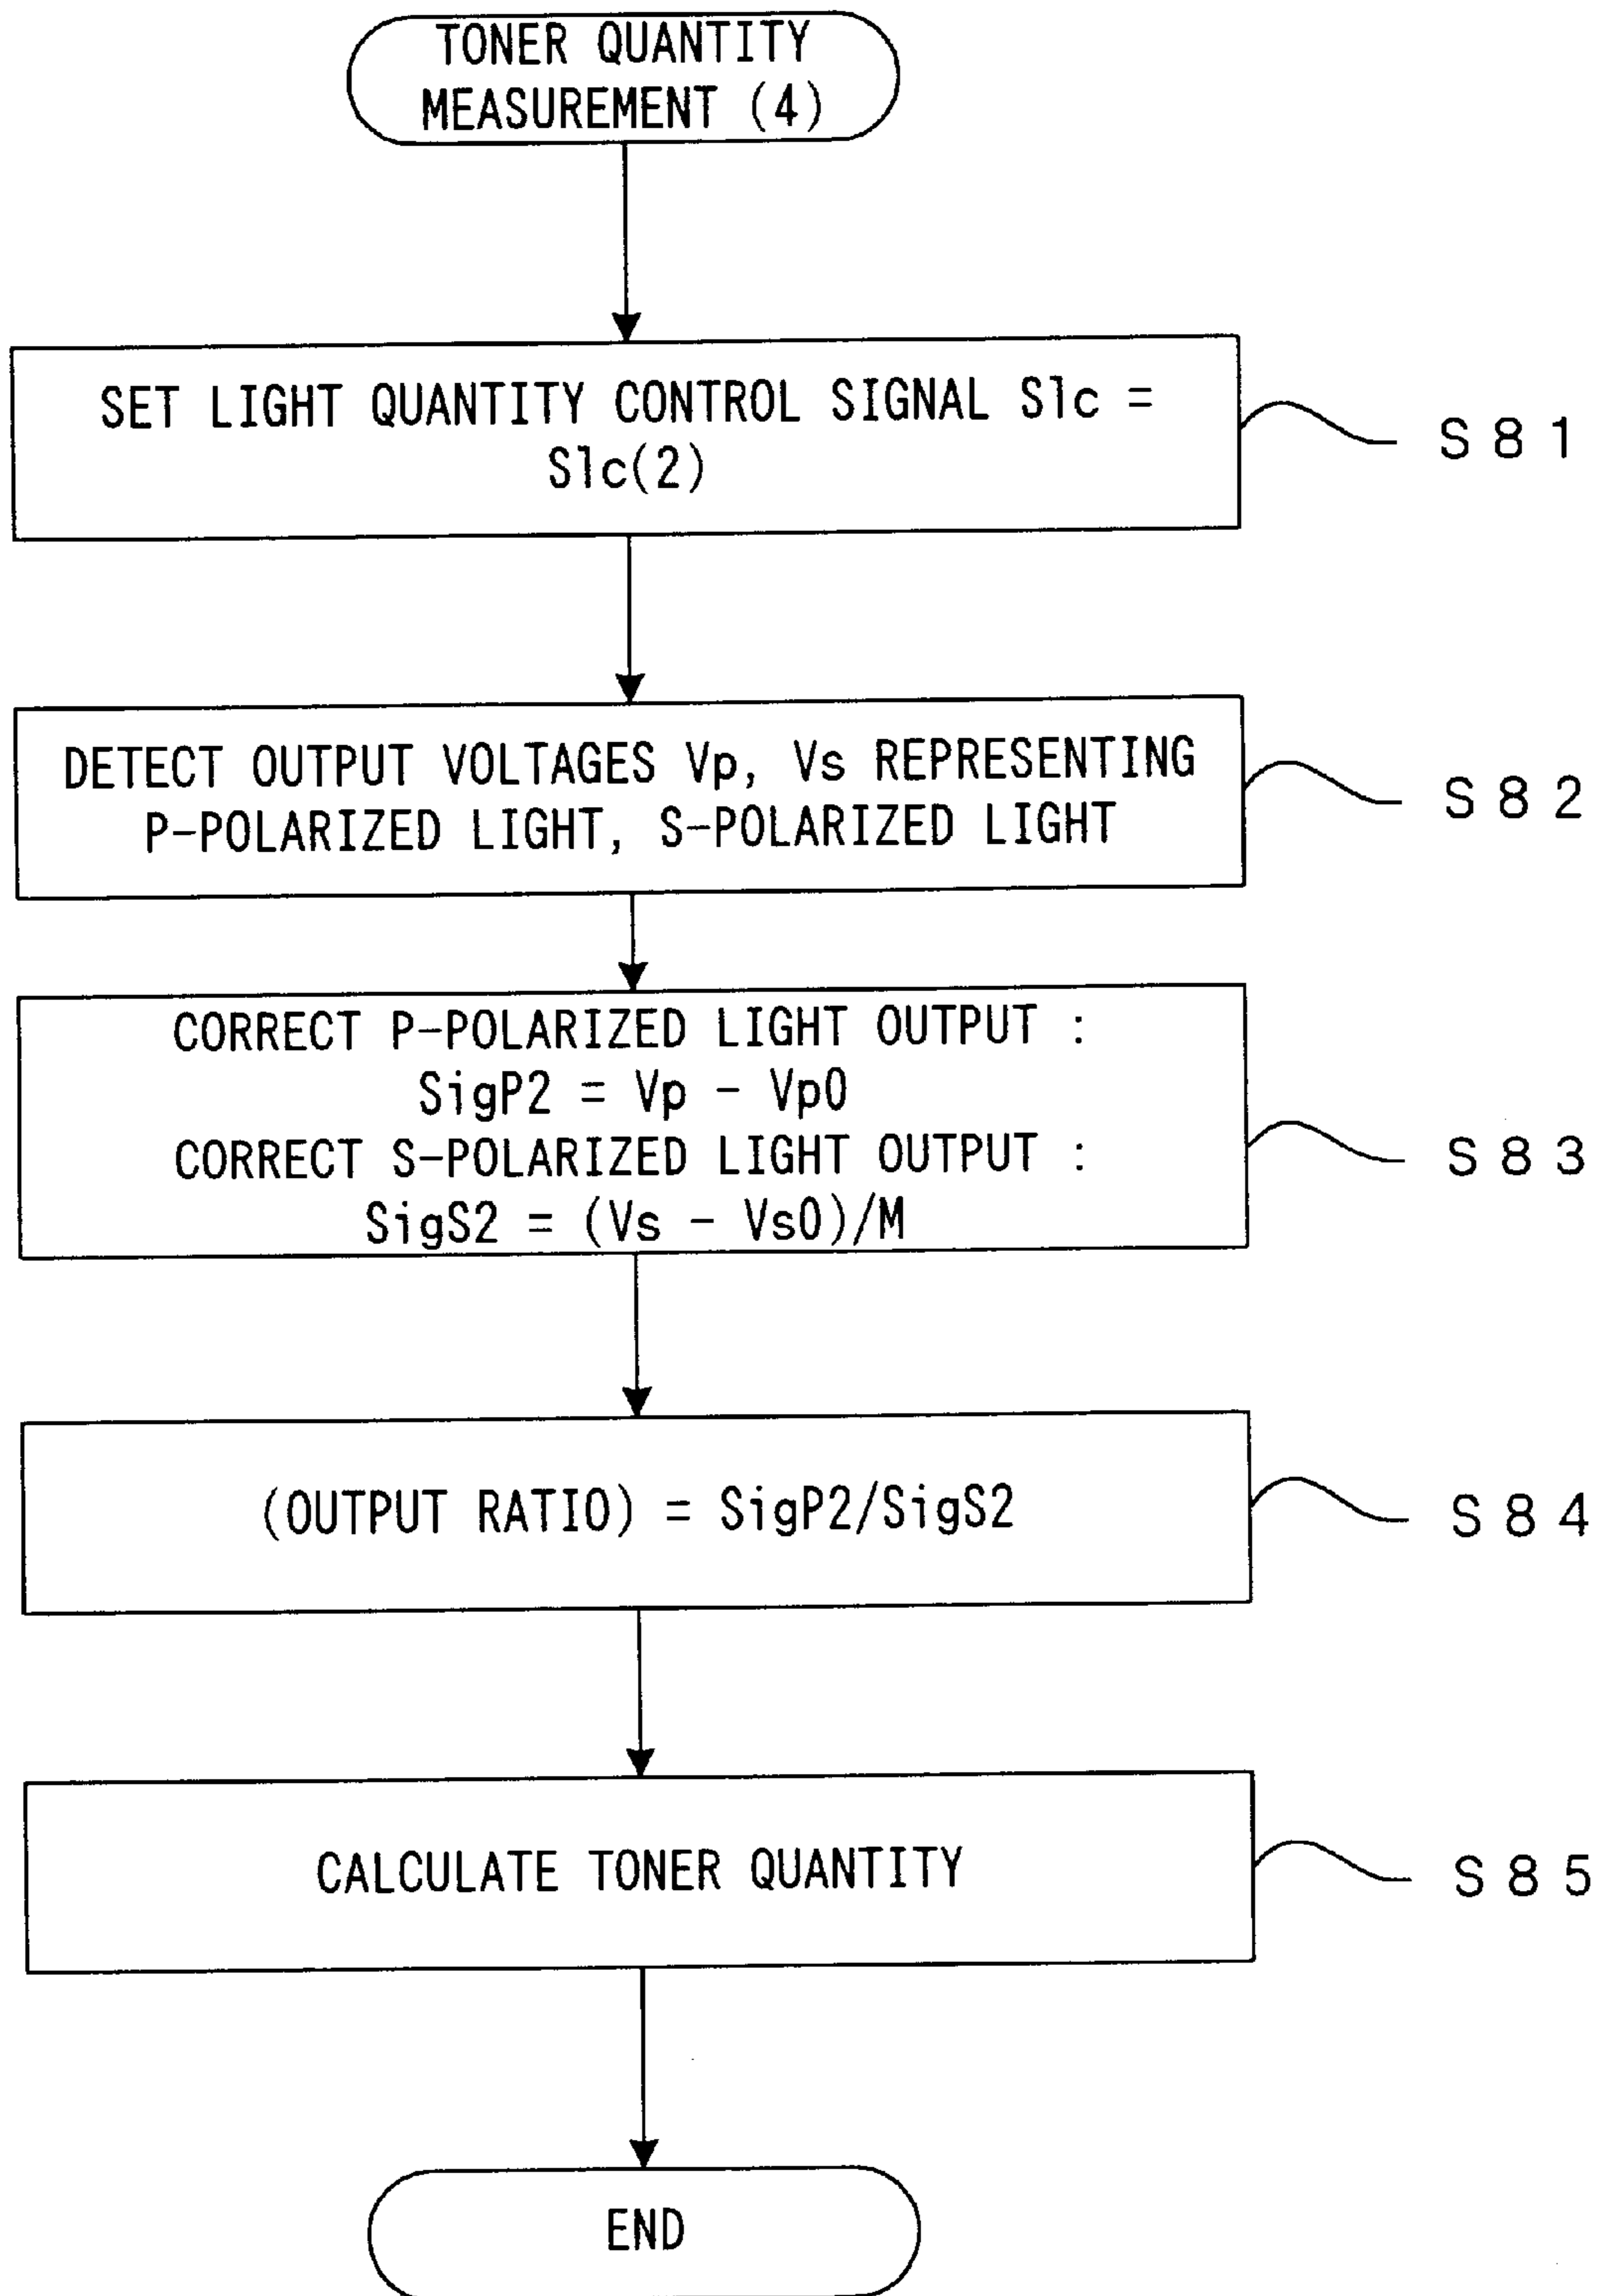 TONER QUANTITY
MEASUREMENT (4)
SET LIGHT QUANTITY CONTROL SIGNAL Slc =
Slc(2)
S81
DETECT OUTPUT VOLTAGES Vp, Vs REPRESENTING
P-POLARIZED LIGHT, S-POLARIZED LIGHT
S82
CORRECT P-POLARIZED LIGHT OUTPUT :
SigP2 = Vp - Vp0
CORRECT S-POLARIZED LIGHT OUTPUT :
SigS2 = (Vs - Vs0)/M
S83
(OUTPUT RATIO) = SigP2/SigS2
S84
CALCULATE TONER QUANTITY
S85
END